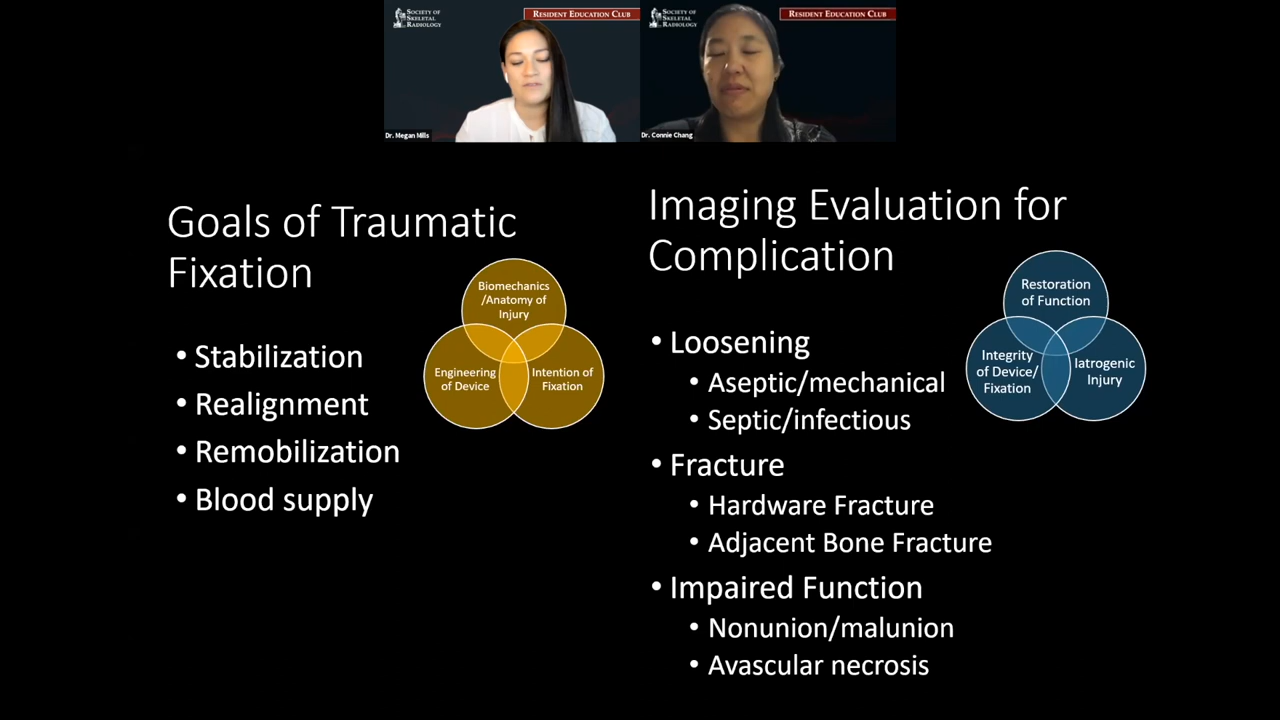 SOCIETY OF
SKELETAL
RADIOLOGY
RESIDENT EDUCATION CLUB
Dr. Megan Mills
SOCIETY OF
SKELETAL
RADIOLOGY
RESIDENT EDUCATION CLUB
Dr. Connie Chang
Goals of Traumatic
Fixation
Biomechanics
/Anatomy of
Injury
Engineering
of Device
Intention of
Fixation
• Stabilization
• Realignment
• Remobilization
• Blood supply
Imaging Evaluation for
Complication
Restoration
of Function
Integrity
of Device/
Fixation
Iatrogenic
Injury
• Loosening
• Aseptic/mechanical
• Septic/infectious
• Fracture
• Hardware Fracture
• Adjacent Bone Fracture
• Impaired Function
• Nonunion/malunion
• Avascular necrosis